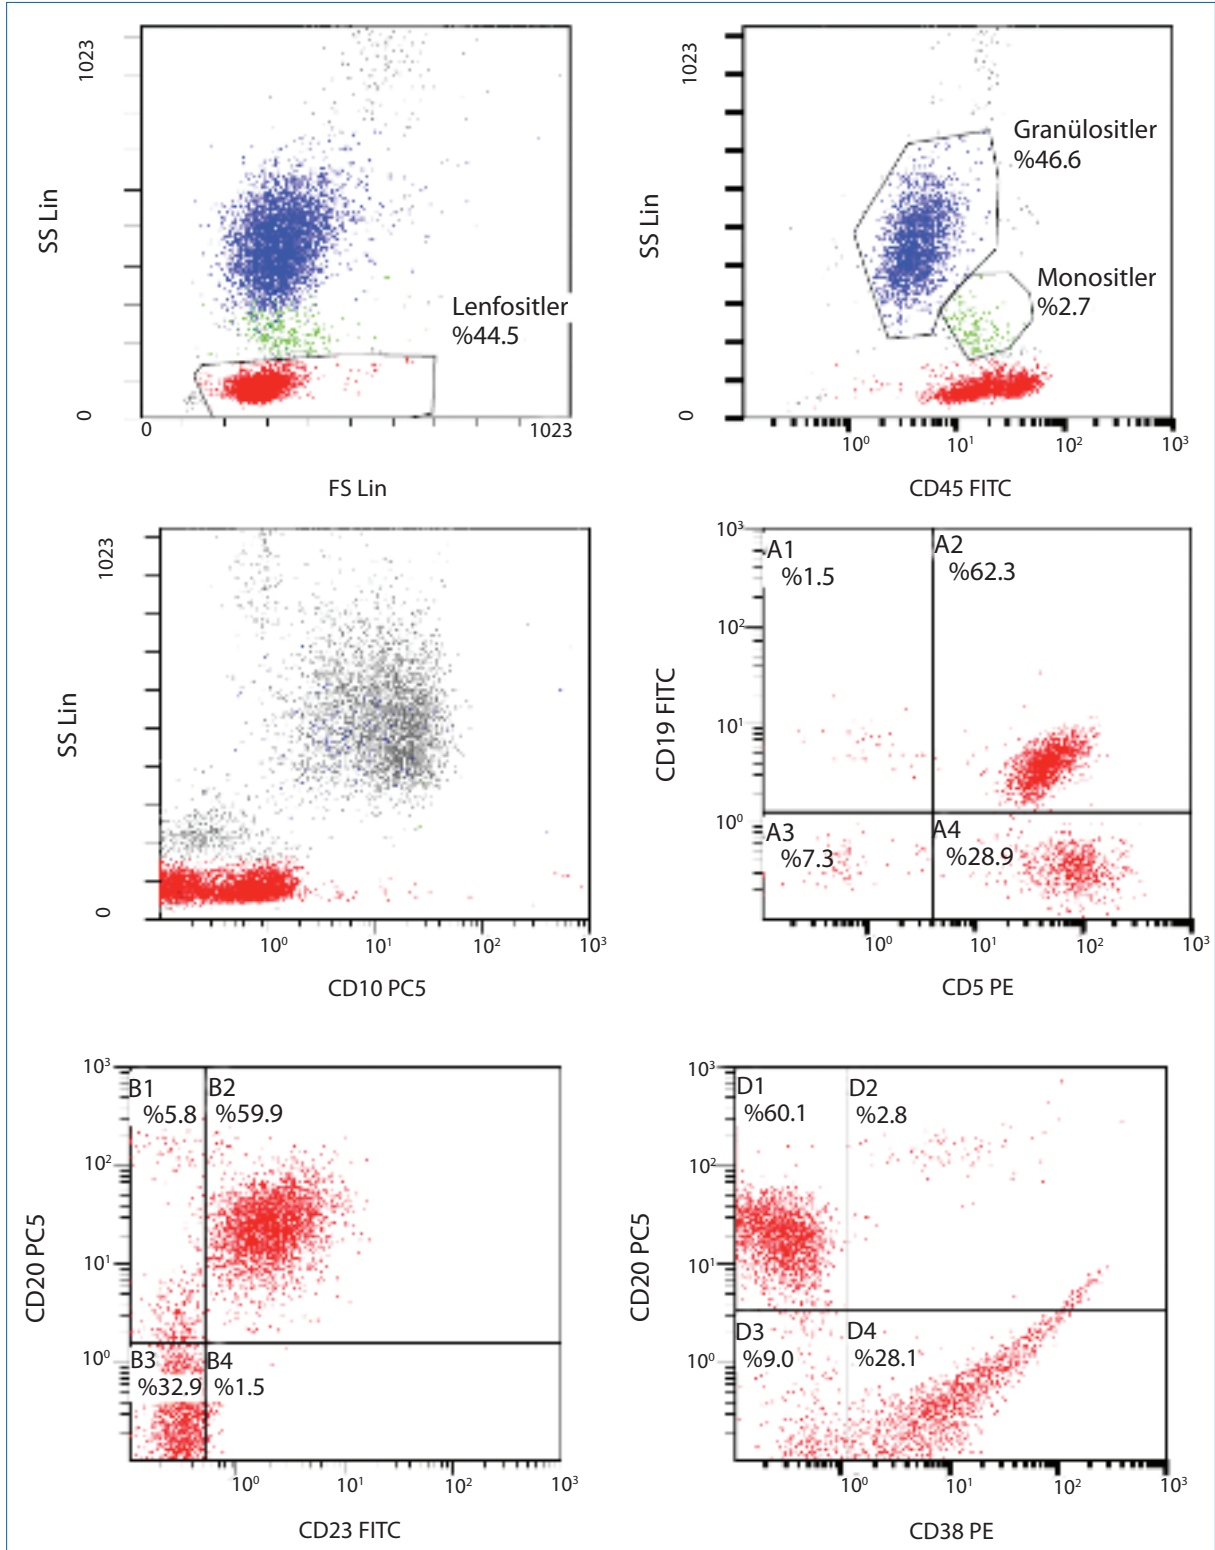 1023
SS Lin
0
0
1023
FS Lin
Lenfositler
%44.5
1023
SS Lin
0
Granülositler
%46.6
Monositler
%2.7
10⁰ 10¹ 10² 10³
CD45 FITC
1023
SS Lin
0
10⁰ 10¹ 10² 10³
CD10 PC5
10³
10²
10¹
10⁰
CD19 FITC
A1
%1.5
A2
%62.3
A3
%7.3
A4
%28.9
10⁰ 10¹ 10² 10³
CD5 PE
10³
10²
10¹
10⁰
CD20 PC5
B1
%5.8
B2
%59.9
B3
%32.9
B4
%1.5
10⁰ 10¹ 10² 10³
CD23 FITC
10³
10²
10¹
10⁰
CD20 PC5
D1
%60.1
D2
%2.8
D3
%9.0
D4
%28.1
10⁰ 10¹ 10² 10³
CD38 PE